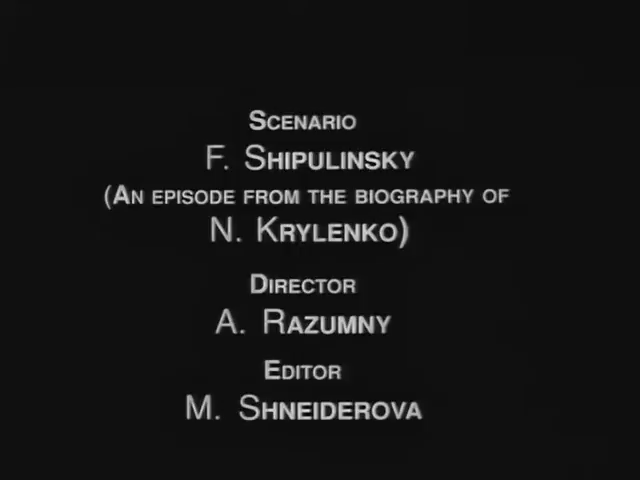 Scenario
F. Shipulinsky
(An episode from the biography of
N. Krylenko)
Director
A. Razumny
Editor
M. Shneiderova